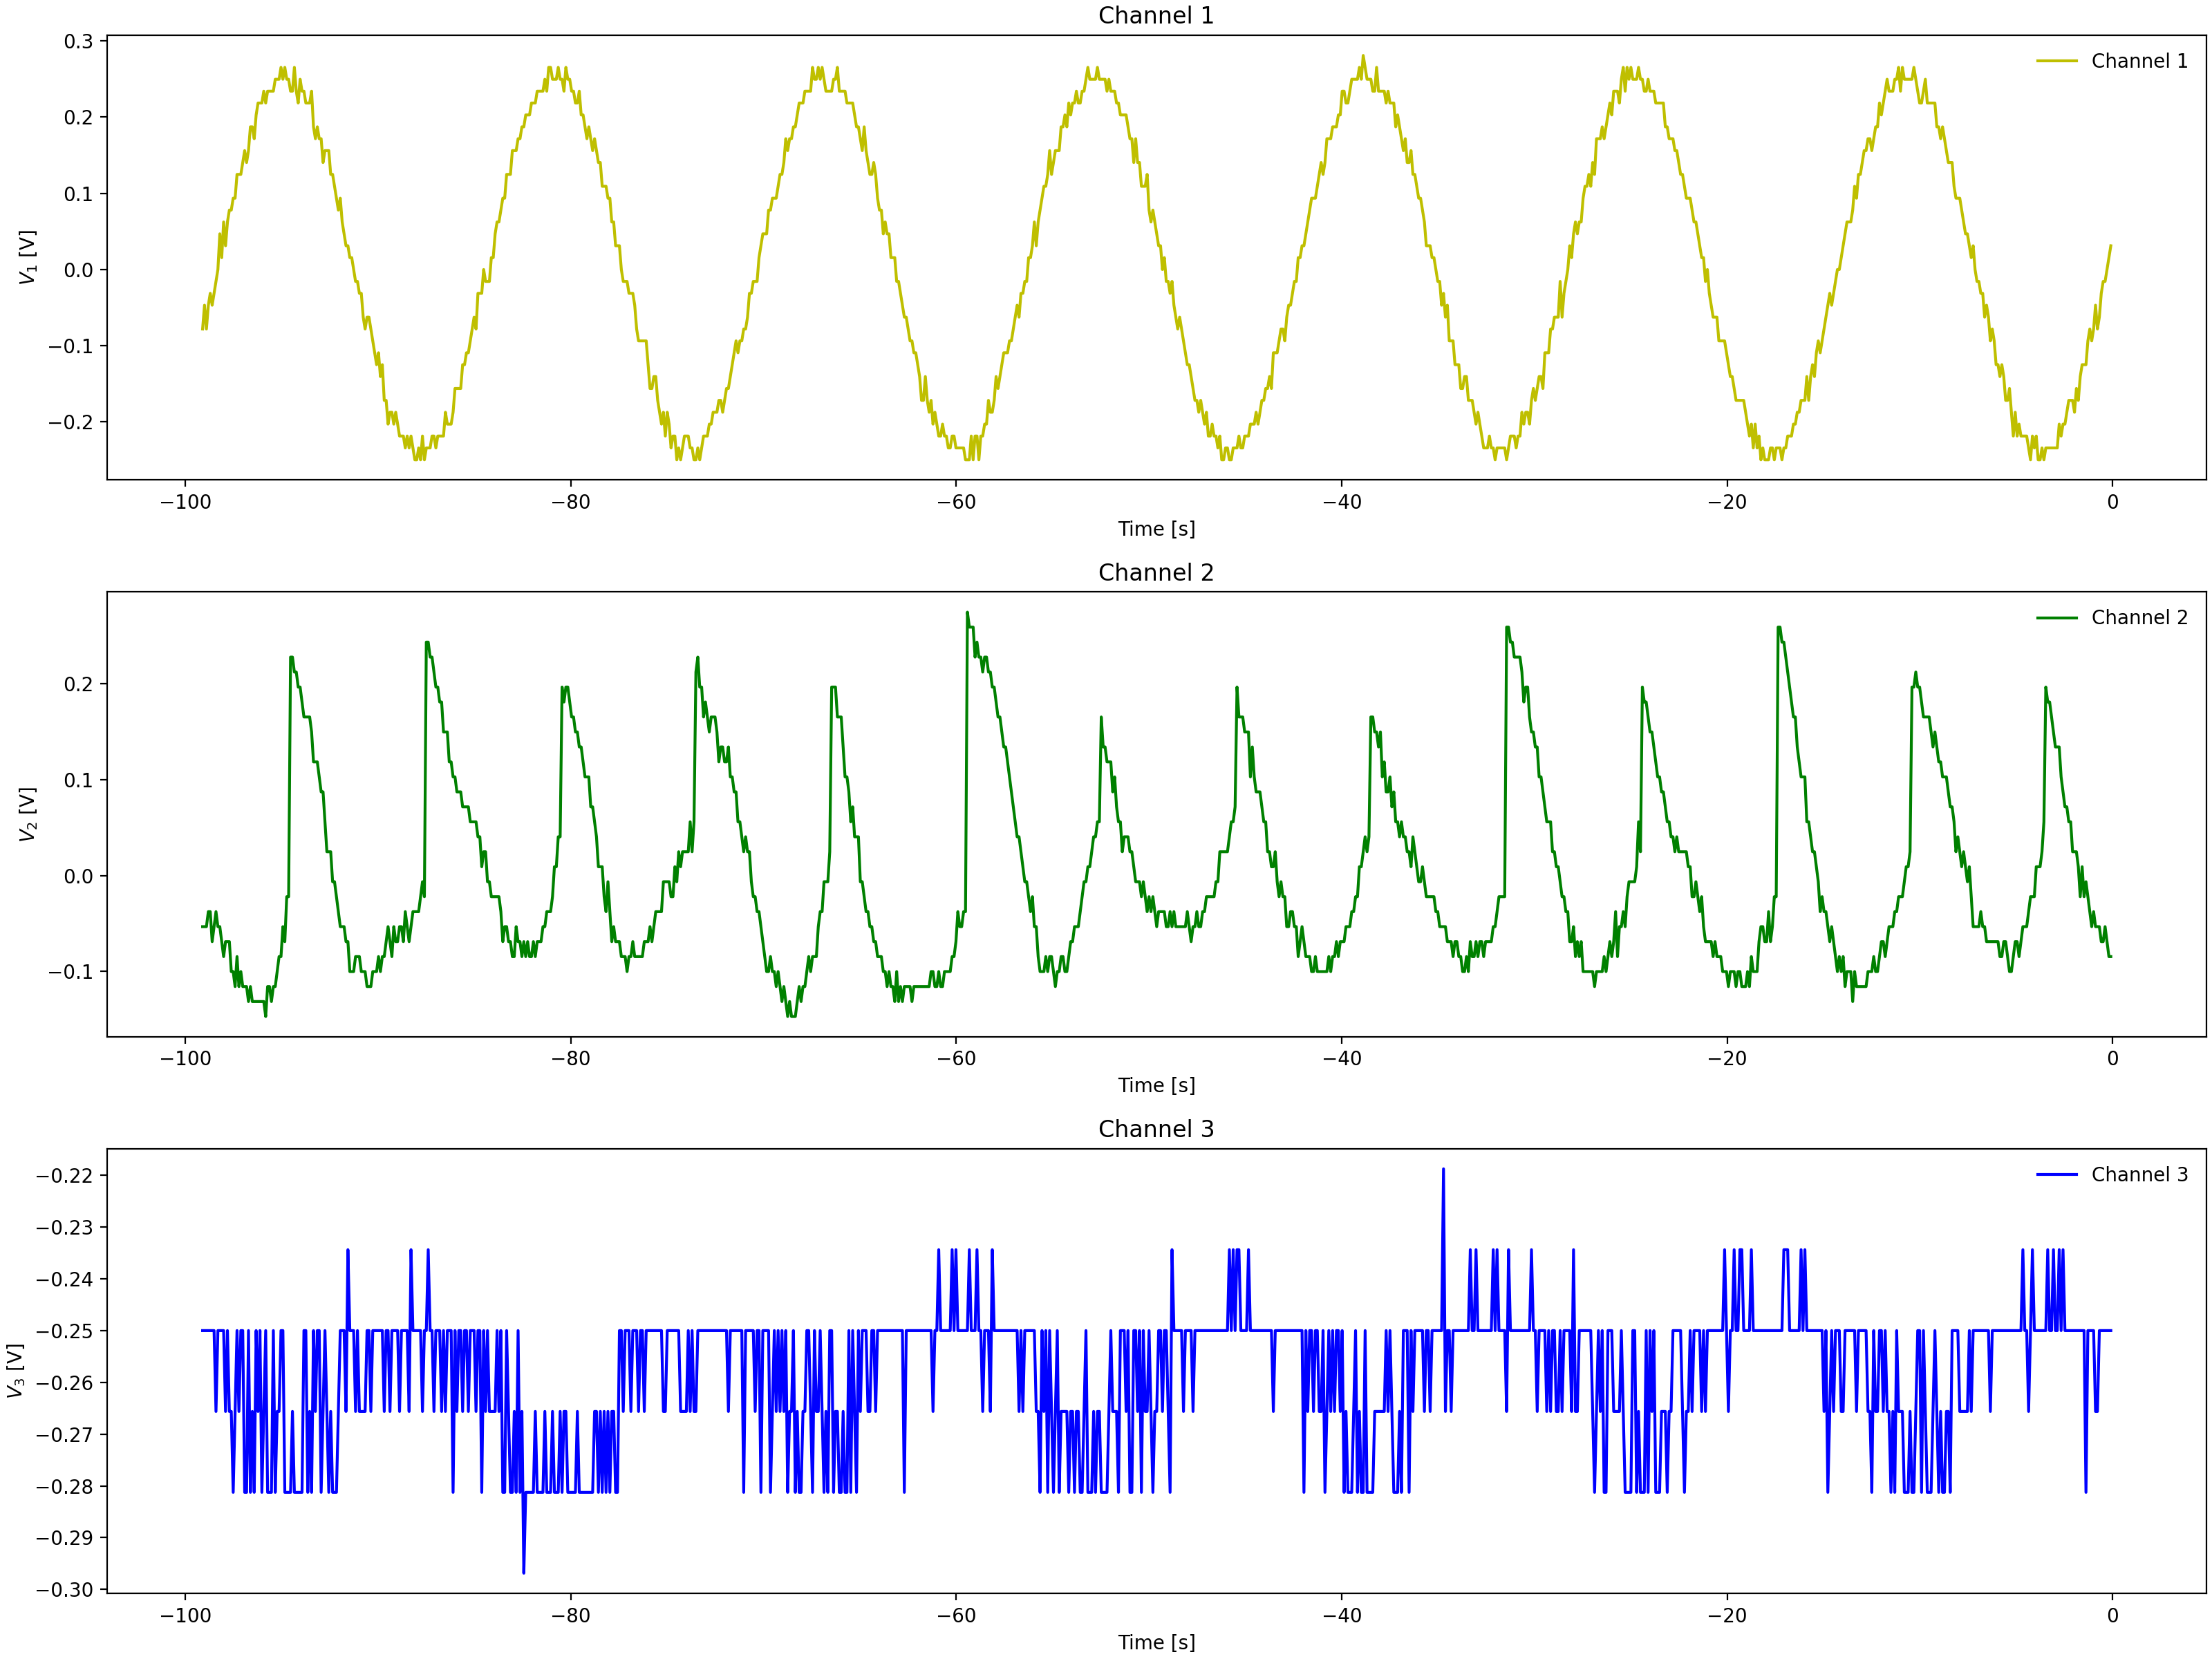 Channel 1
Channel 1
0.3
0.2
0.1
0.0
−0.1
−0.2
V1 [V]
−100 −80 −60 −40 −20 0
Time [s]
Channel 2
Channel 2
0.2
0.1
0.0
−0.1
V2 [V]
−100 −80 −60 −40 −20 0
Time [s]
Channel 3
Channel 3
−0.22
−0.23
−0.24
−0.25
−0.26
−0.27
−0.28
−0.29
−0.30
V3 [V]
−100 −80 −60 −40 −20 0
Time [s]